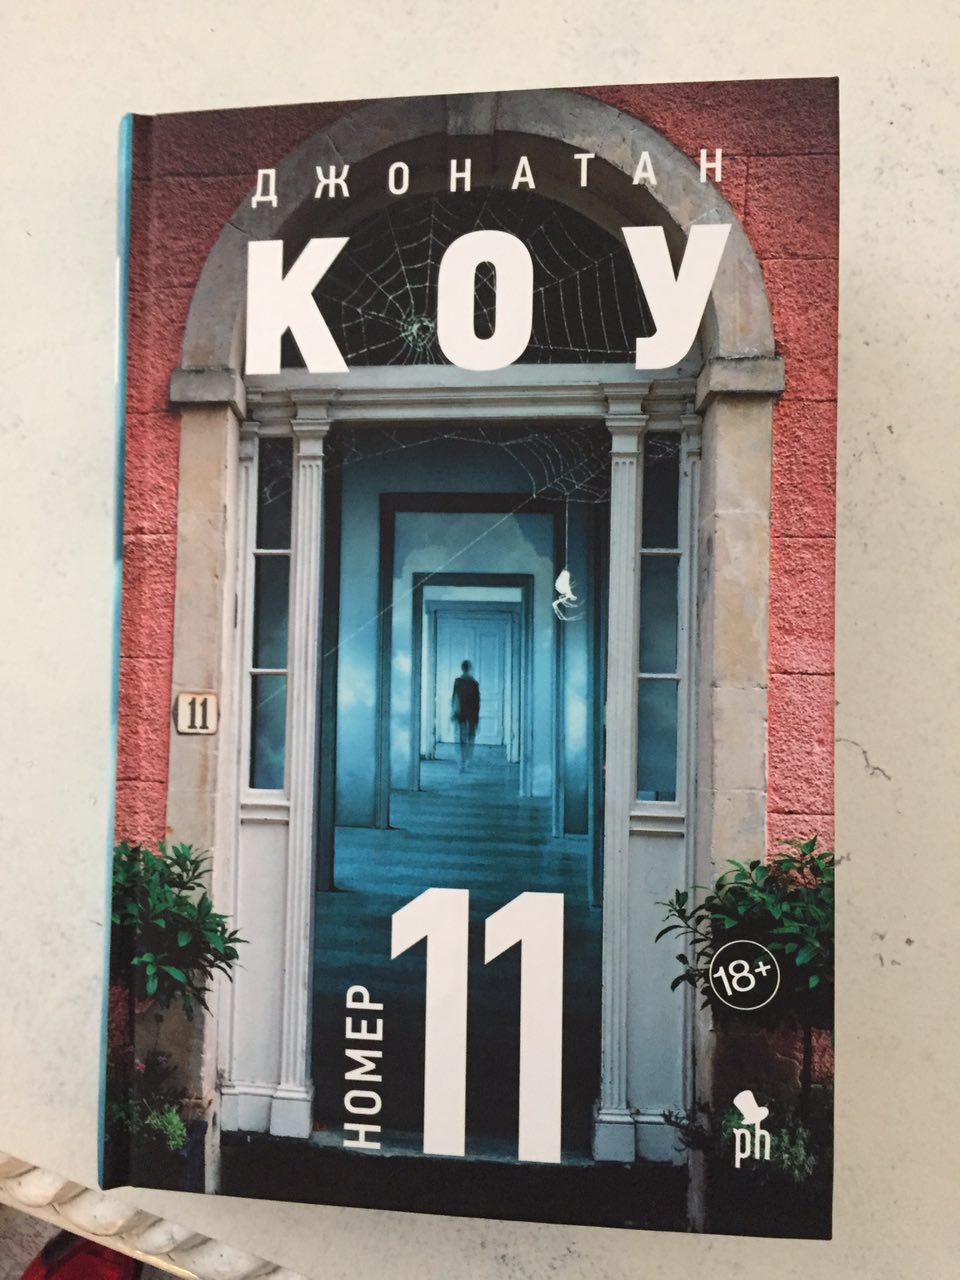 ДЖОНАТАН
КОУ
11
НОМЕР
11
18+
ph